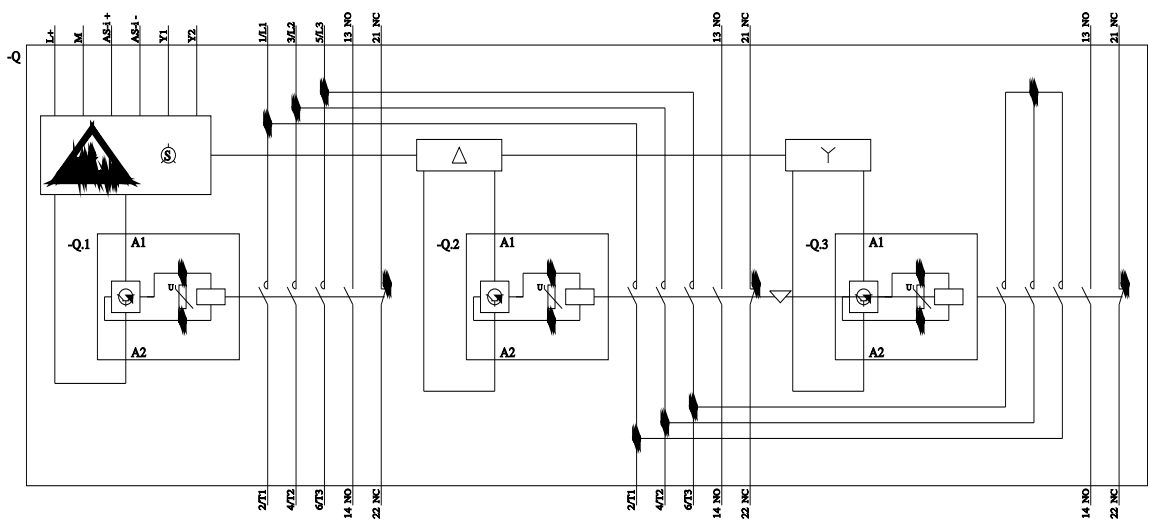 L+
M
AS-i +
AS-i -
Y1
Y2
1/L1
3/L2
5/L3
13 NO
21 NC
13 NO
21 NC
13 NO
21 NC
-Q
S
-Q.1
A1
U
A2
-Q.2
A1
U
A2
-Q.3
A1
U
A2
2/T1
4/T2
6/T3
14 NO
22 NC
2/T1
4/T2
6/T3
14 NO
22 NC
14 NO
22 NC